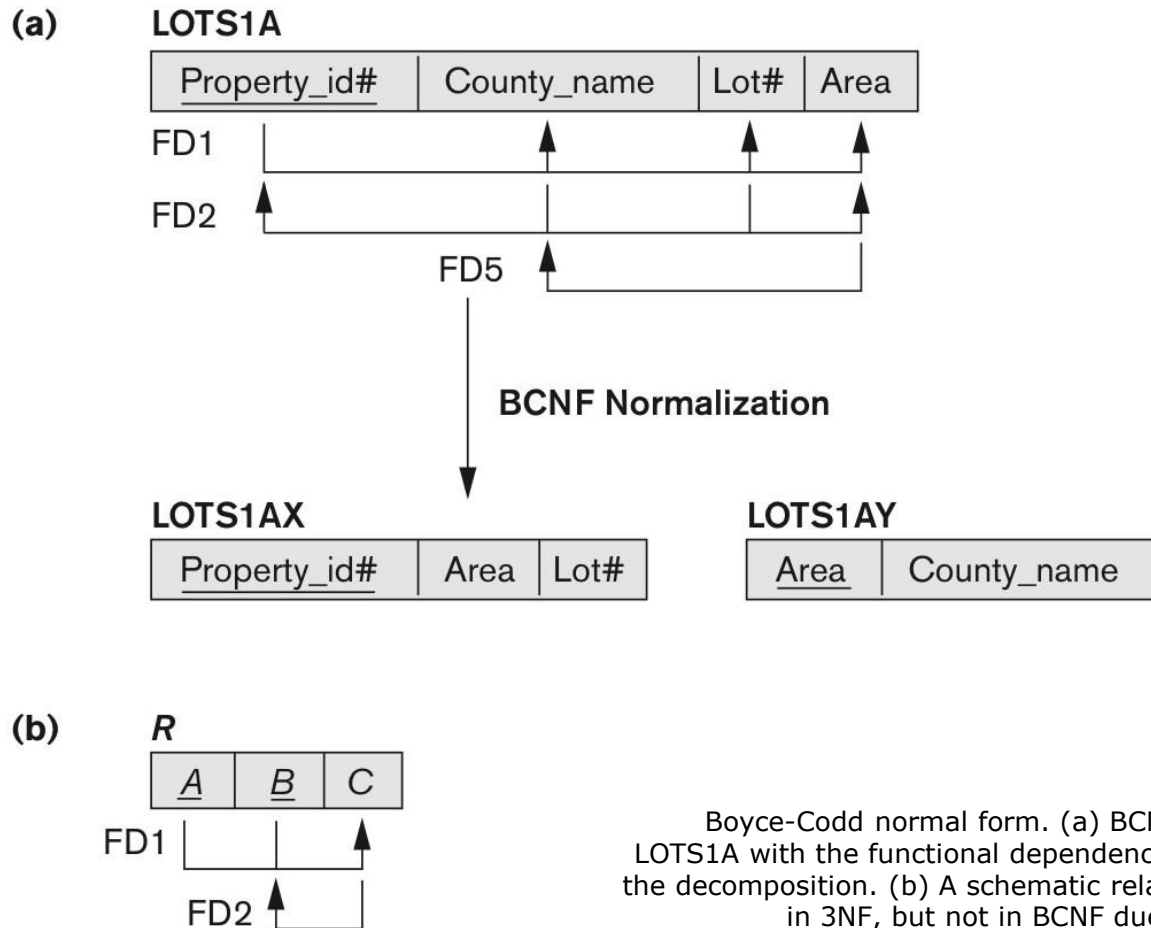 (a) LOTS1A
Property_id# County_name Lot# Area
FD1
FD2
FD5
BCNF Normalization
LOTS1AX LOTS1AY
Property_id# Area Lot# Area County_name
(b) R
A B C
FD1
FD2
Boyce-Codd normal form. (a) BC
LOTS1A with the functional dependenc
the decomposition. (b) A schematic rela
in 3NF, but not in BCNF due